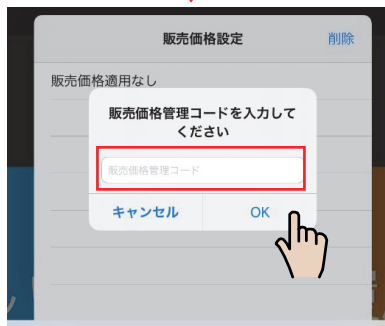 販売価格設定
削除
販売価格適用なし
販売価格管理コードを入力して
ください
販売価格管理コード
キャンセル
OK